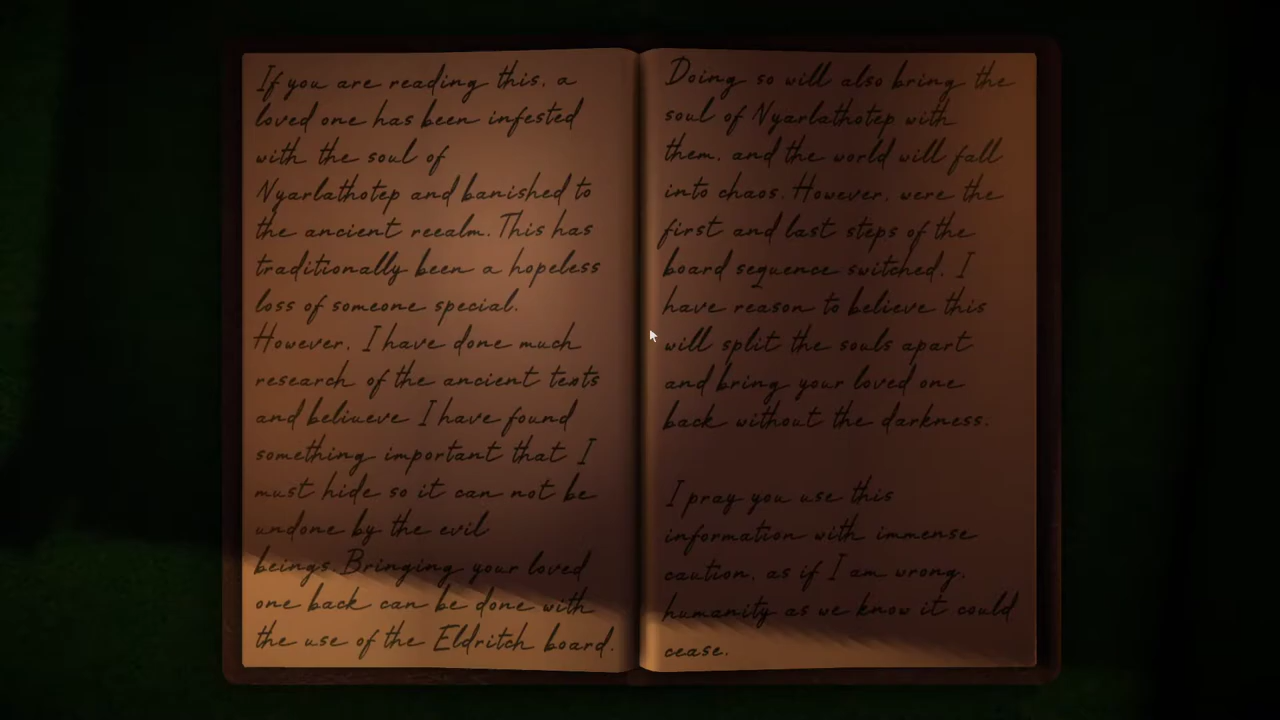 If you are reading this, a
loved one has been infested
with the soul of
Nyarlathotep and banished to
the ancient reealm. This has
traditionally been a hopeless
loss of someone special.
However, I have done much
research of the ancient texts
and beliueve I have found
something important that I
must hide so it can not be
undone by the evil
beings. Bringing your loved
one back can be done with
the use of the Eldritch board.
Doing so will also bring the
soul of Nyarlathotep with
them, and the world will fall
into chaos. However, were the
first and last steps of the
board sequence switched, I
have reason to believe this
will split the souls apart
and bring your loved one
back without the darkness.
I pray you use this
information with immense
caution, as if I am wrong,
humanity as we know it could
cease.